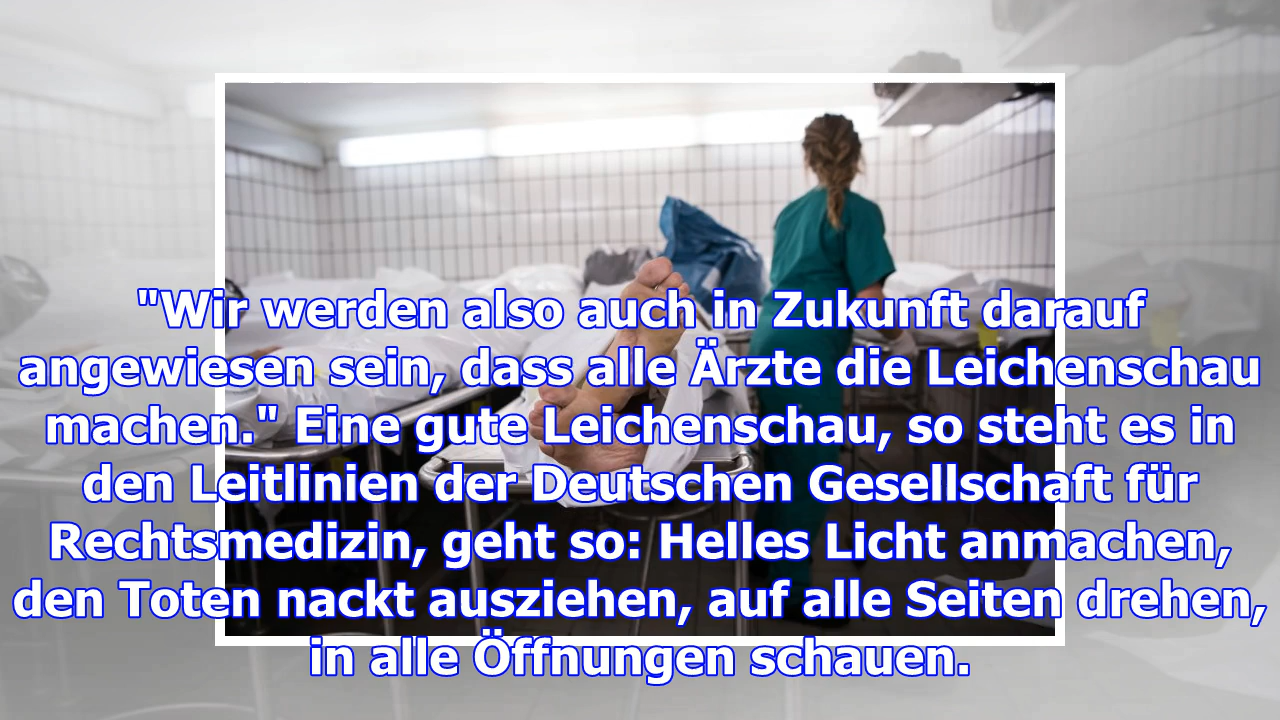 "Wir werden also auch in Zukunft darauf
angewiesen sein, dass alle Ärzte die Leichenschau
machen." Eine gute Leichenschau, so steht es in
den Leitlinien der Deutschen Gesellschaft für
Rechtsmedizin, geht so: Helles Licht anmachen,
den Toten nackt ausziehen, auf alle Seiten drehen,
in alle Öffnungen schauen.